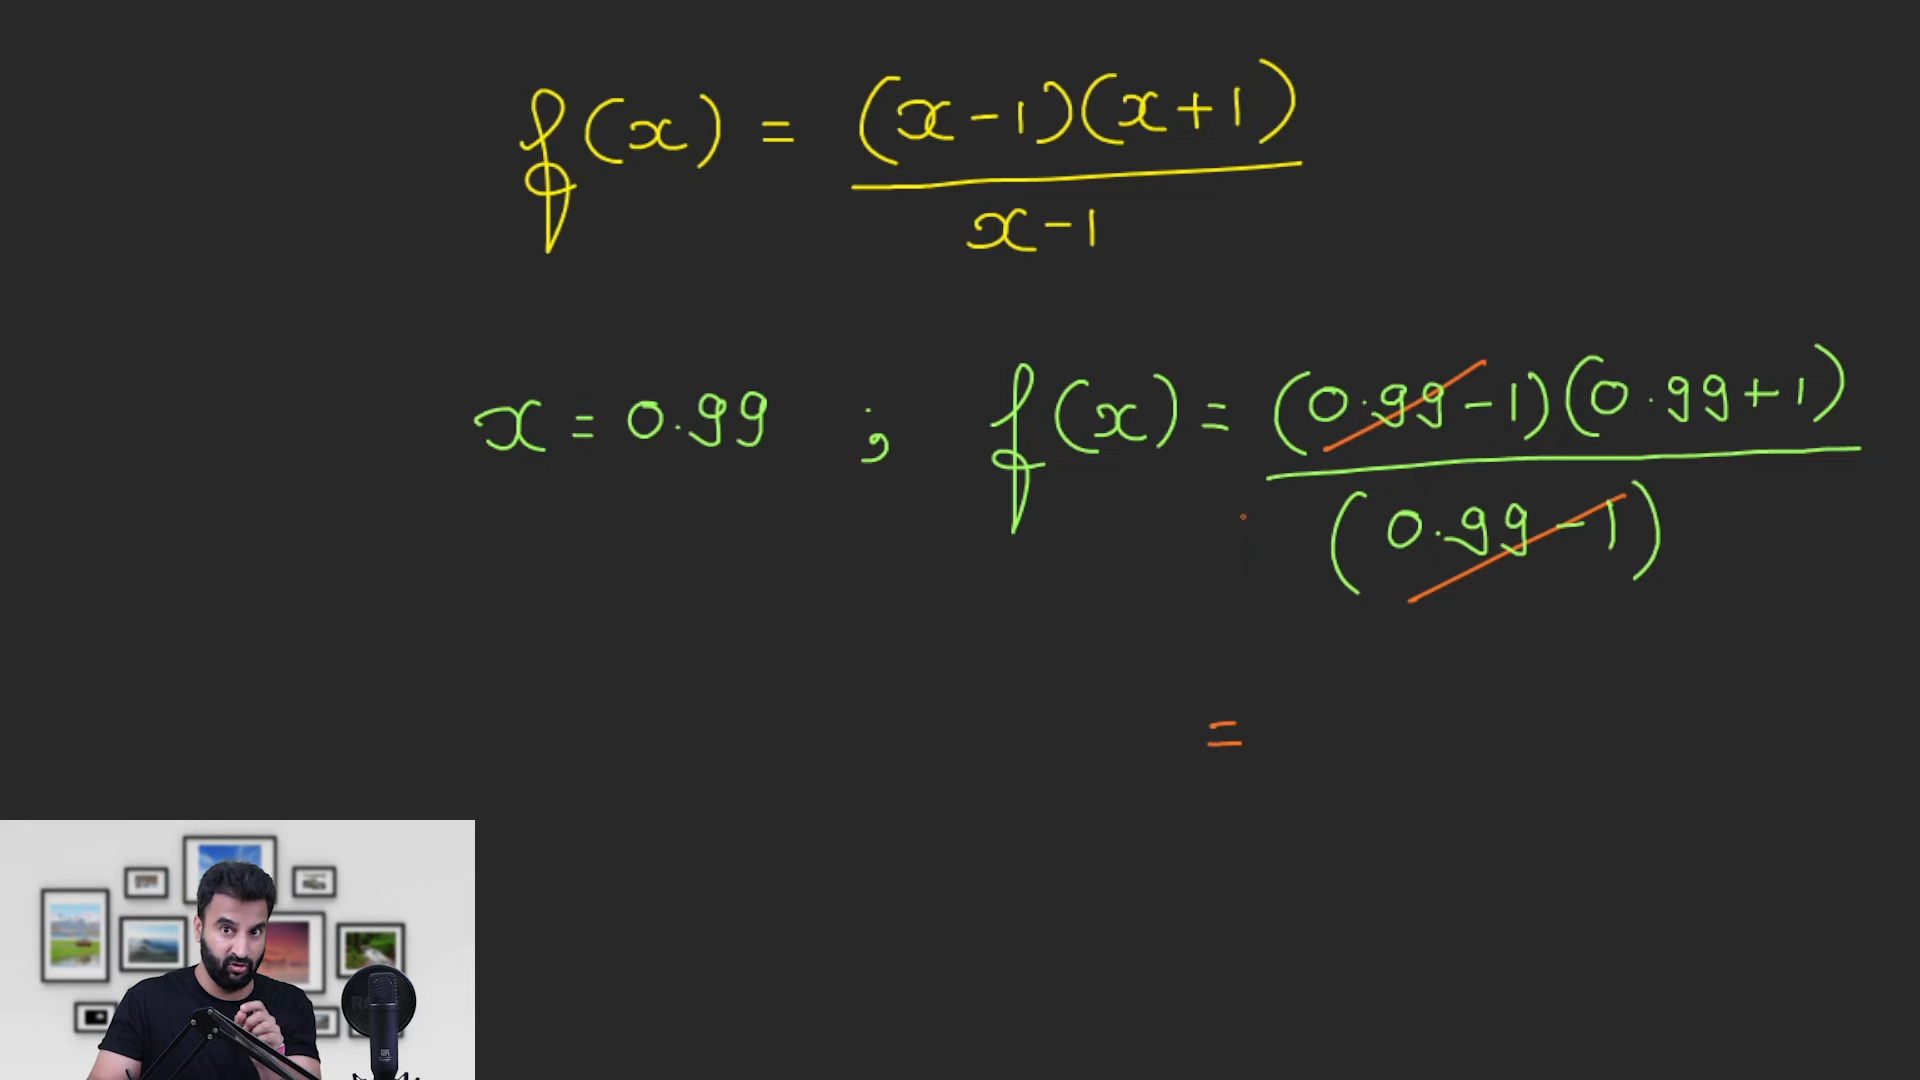 f(x) = (x-1)(x+1)
x-1
x = 0.99 ; f(x) = (0.99-1)(0.99+1)
(0.99-1)
=